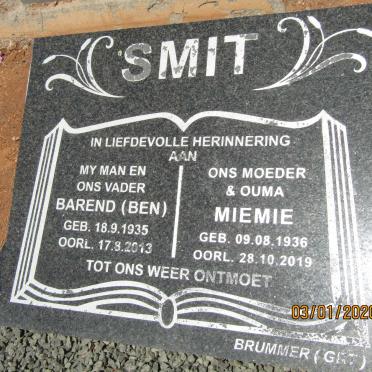 SMIT
IN LIEFDEVOLLE HERINNERING
AAN
MY MAN EN
ONS VADER
BAREND (BEN)
GEB. 18.9.1935
OORL. 17.8.2013
ONS MOEDER
& OUMA
MIEMIE
GEB. 09.08.1936
OORL. 28.10.2019
TOT ONS WEER ONTMOET
03/01/2020
BRUMMER (GRT)